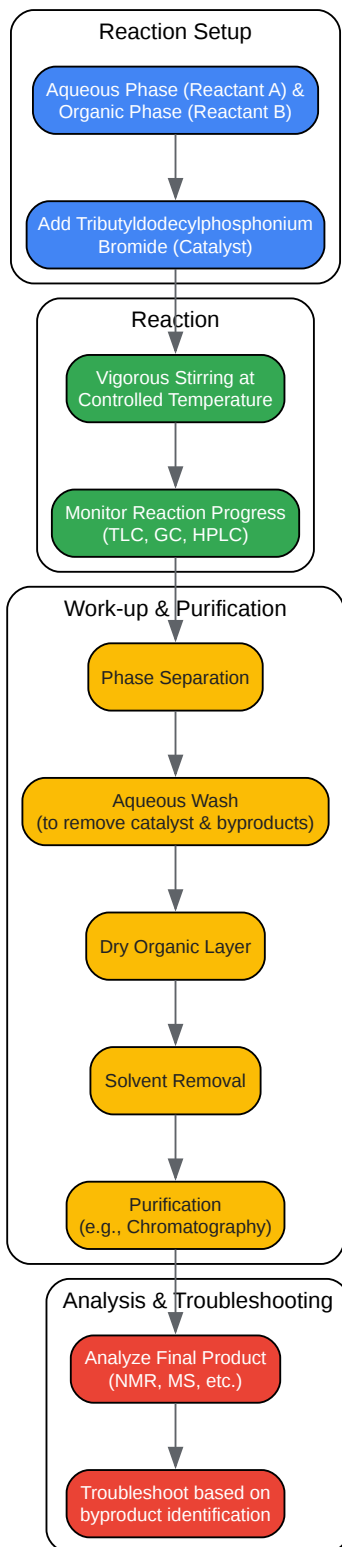 Reaction Setup
Aqueous Phase (Reactant A) &
Organic Phase (Reactant B)
Add Tributyldodecylphosphonium
Bromide (Catalyst)
Reaction
Vigorous Stirring at
Controlled Temperature
Monitor Reaction Progress
(TLC, GC, HPLC)
Work-up & Purification
Phase Separation
Aqueous Wash
(to remove catalyst & byproducts)
Dry Organic Layer
Solvent Removal
Purification
(e.g., Chromatography)
Analysis & Troubleshooting
Analyze Final Product
(NMR, MS, etc.)
Troubleshoot based on
byproduct identification